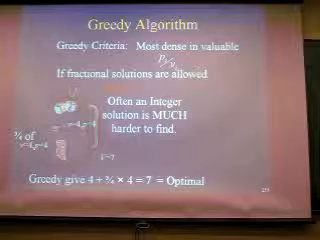 Greedy Algorithm
Greedy Criteria: Most dense in valuable
If fractional solutions are allowed
Often an Integer
solution is MUCH
harder to find.
¾ of
Greedy give 4 + ¾ × 4 = 7 = Optimal